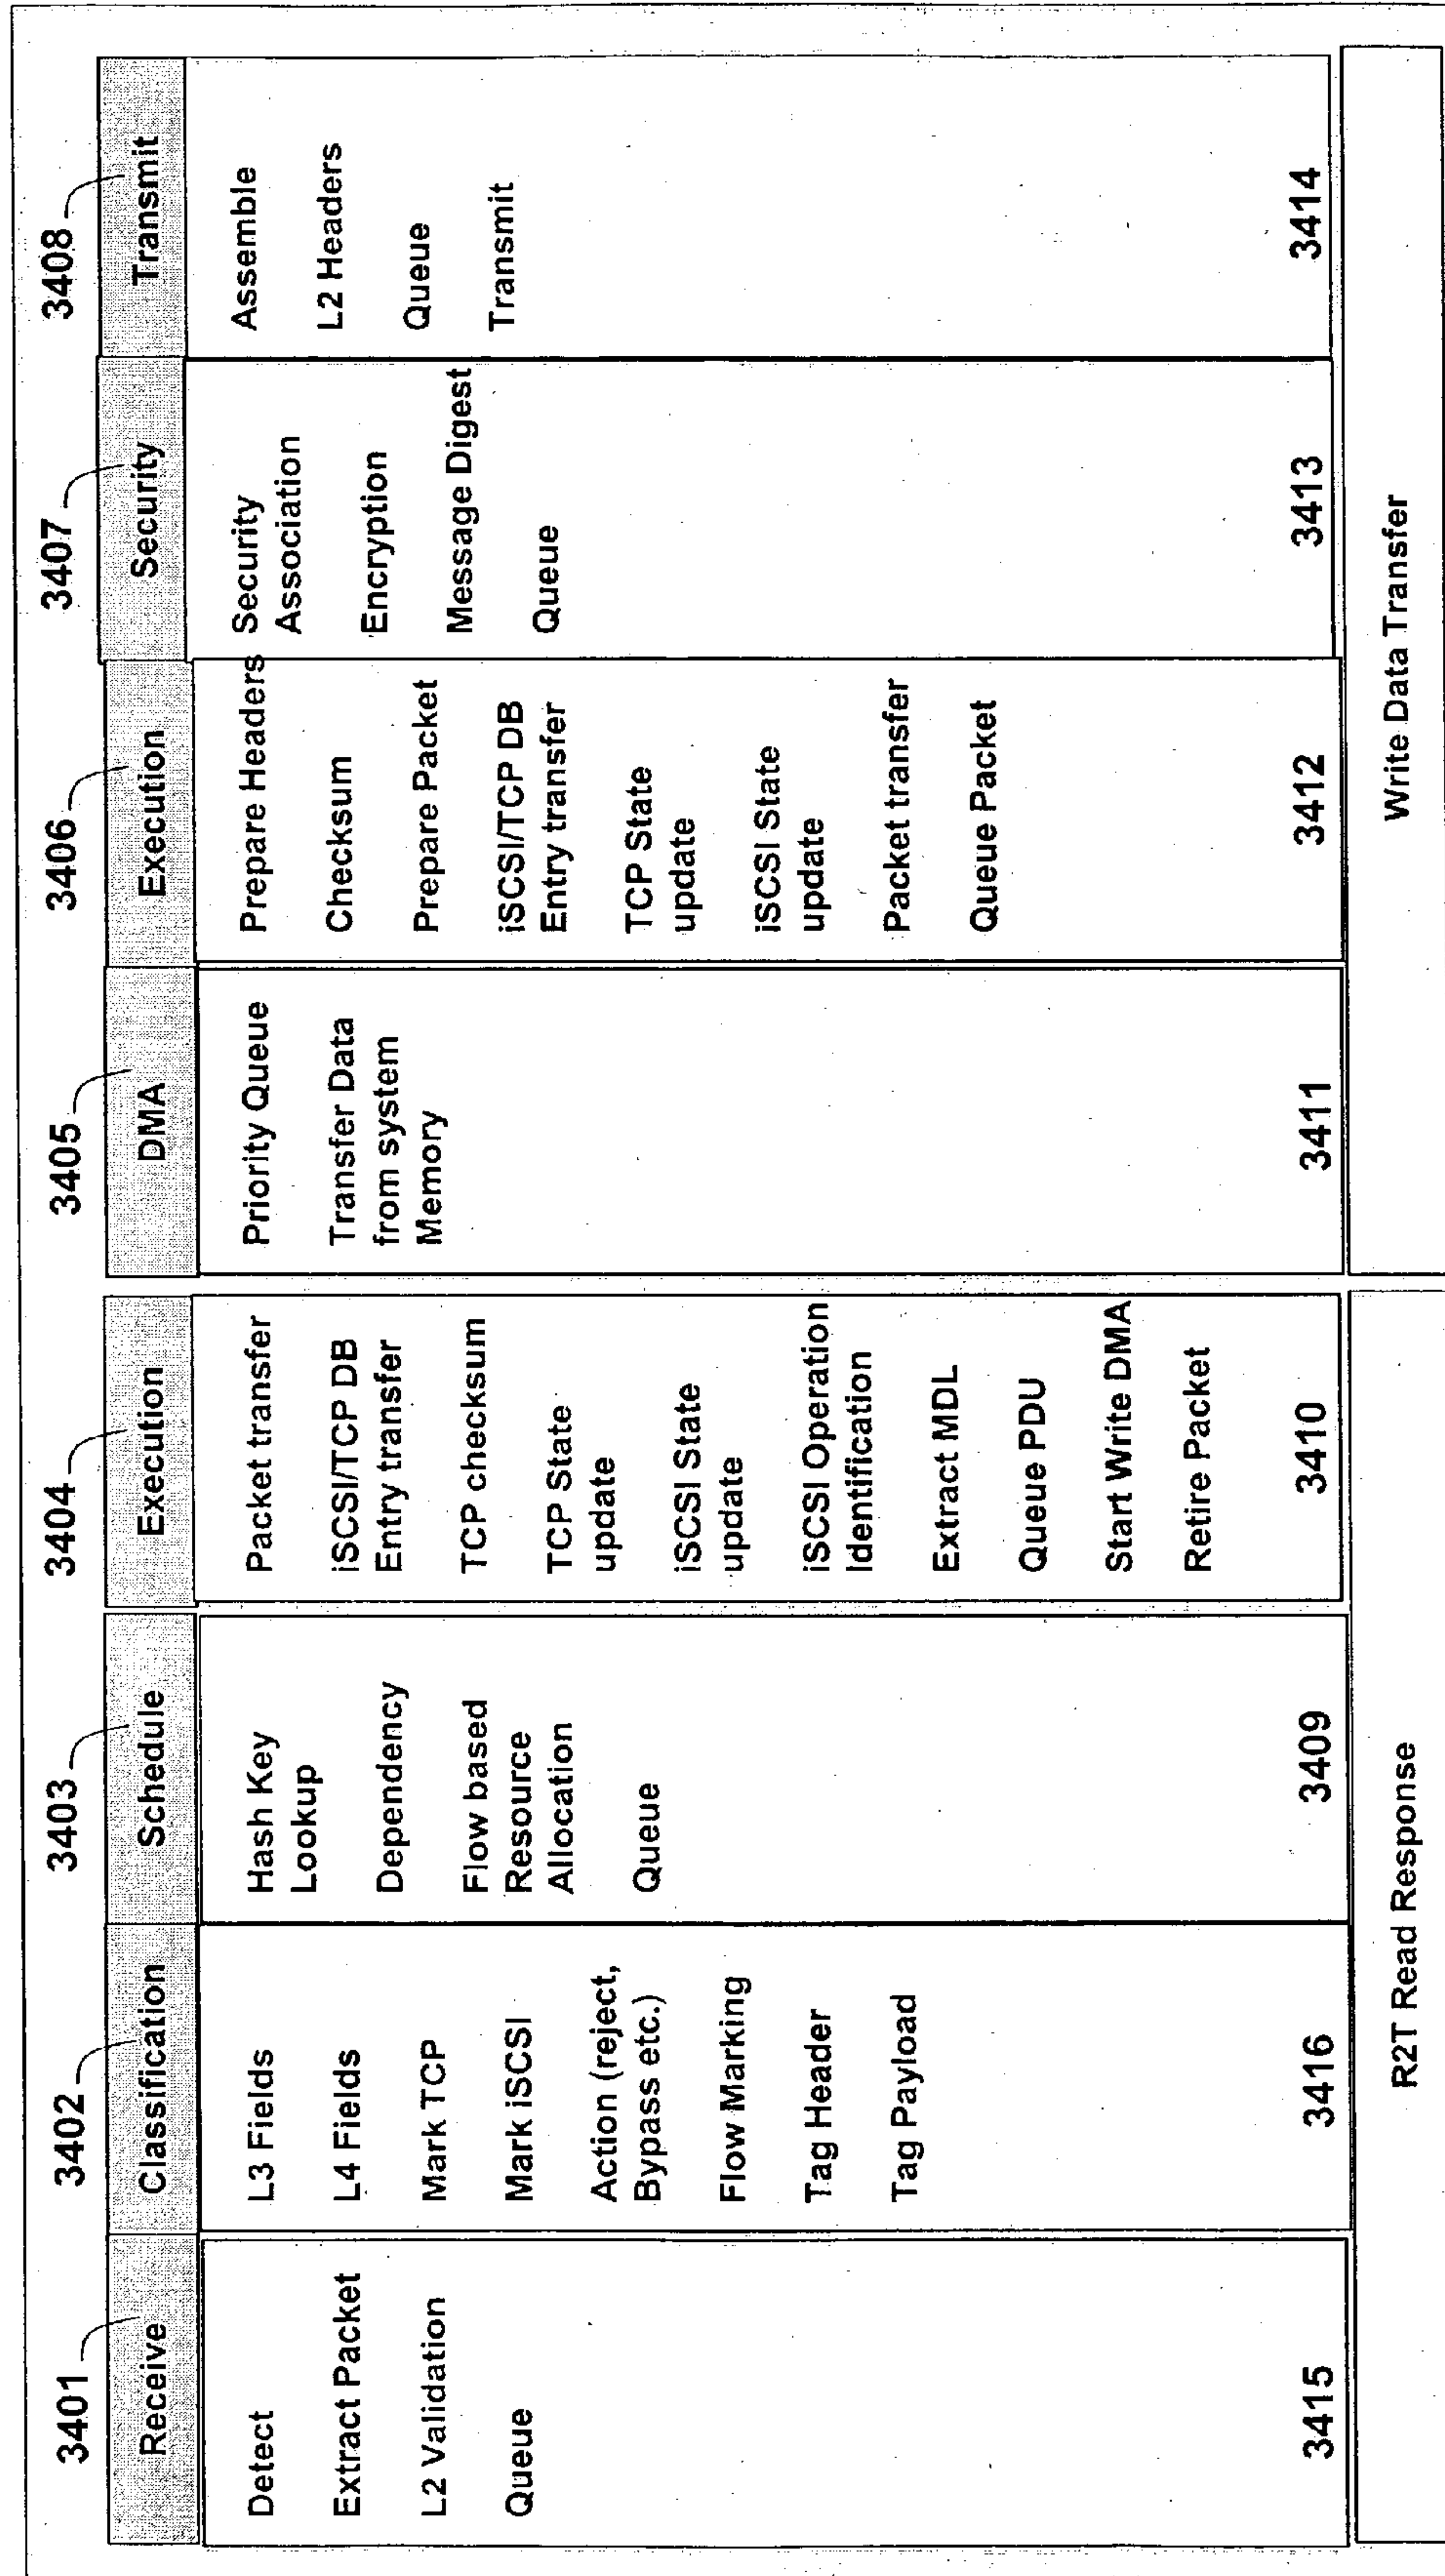 3401
Receive
Detect
Extract Packet
L2 Validation
Queue
3415
3402
Classification
L3 Fields
L4 Fields
Mark TCP
Mark iSCSI
Action (reject,
Bypass etc.)
Flow Marking
Tag Header
Tag Payload
3416
3403
Schedule
Hash Key
Lookup
Dependency
Flow based
Resource
Allocation
Queue
3409
3404
Execution
Packet transfer
iSCSI/TCP DB
Entry transfer
TCP checksum
TCP State
update
iSCSI State
update
iSCSI Operation
Identification
Extract MDL
Queue PDU
Start Write DMA
Retire Packet
3410
R2T Read Response
3405
DMA
Priority Queue
Transfer Data
from system
Memory
3411
3406
Execution
Prepare Headers
Checksum
Prepare Packet
iSCSI/TCP DB
Entry transfer
TCP State
update
iSCSI State
update
Packet transfer
Queue Packet
3412
3407
Security
Security
Association
Encryption
Message Digest
Queue
3413
3408
Transmit
Assemble
L2 Headers
Queue
Transmit
3414
Write Data Transfer